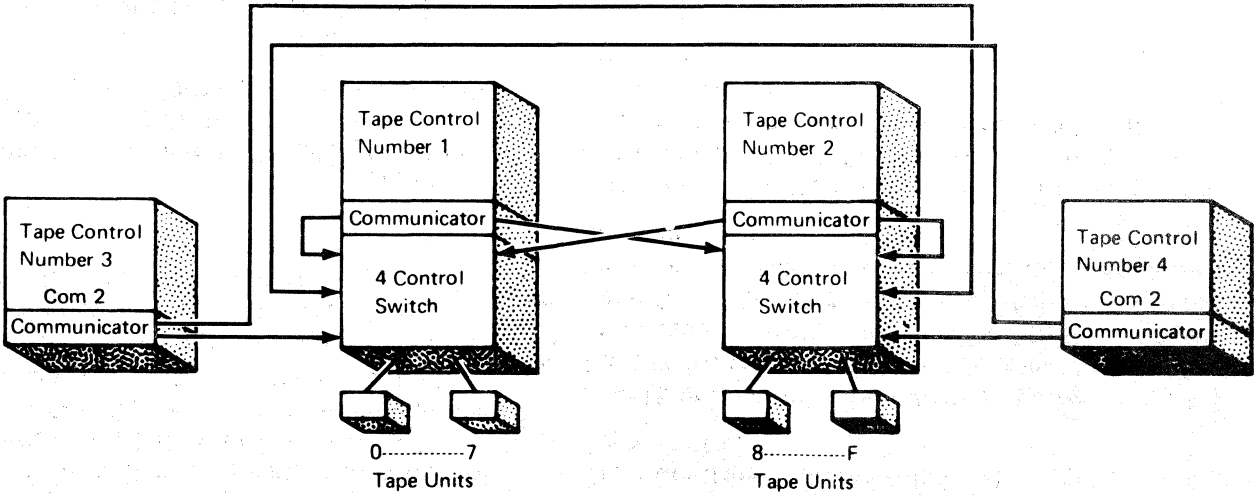 Tape Control
Number 1
Communicator
4 Control
Switch
0-------------7
Tape Units
Tape Control
Number 2
Communicator
4 Control
Switch
8-------------F
Tape Units
Tape Control
Number 3
Com 2
Communicator
Tape Control
Number 4
Com 2
Communicator